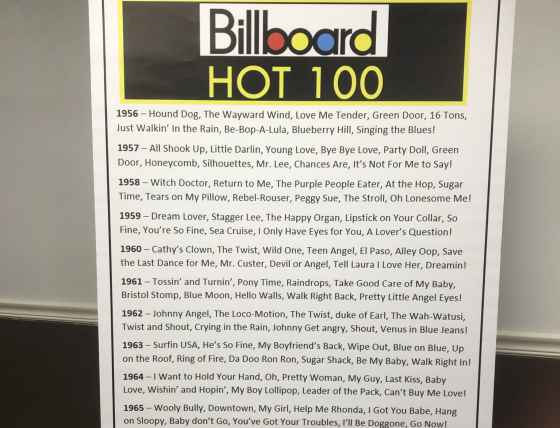 Billboard
HOT 100
1956 – Hound Dog, The Wayward Wind, Love Me Tender, Green Door, 16 Tons,
Just Walkin’ In the Rain, Be-Bop-A-Lula, Blueberry Hill, Singing the Blues!
1957 – All Shook Up, Little Darlin, Young Love, Bye Bye Love, Party Doll, Green
Door, Honeycomb, Silhouettes, Mr. Lee, Chances Are, It’s Not For Me to Say!
1958 – Witch Doctor, Return to Me, The Purple People Eater, At the Hop, Sugar
Time, Tears on My Pillow, Rebel-Rouser, Peggy Sue, The Stroll, Oh Lonesome Me!
1959 – Dream Lover, Stagger Lee, The Happy Organ, Lipstick on Your Collar, So
Fine, You’re So Fine, Sea Cruise, I Only Have Eyes for You, A Lover’s Question!
1960 – Cathy’s Clown, The Twist, Wild One, Teen Angel, El Paso, Alley Oop, Save
the Last Dance for Me, Mr. Custer, Devil or Angel, Tell Laura I Love Her, Dreamin!
1961 – Tossin’ and Turnin’, Pony Time, Raindrops, Take Good Care of My Baby,
Bristol Stomp, Blue Moon, Hello Walls, Walk Right Back, Pretty Little Angel Eyes!
1962 – Johnny Angel, The Loco-Motion, The Twist, duke of Earl, The Wah-Watusi,
Twist and Shout, Crying in the Rain, Johnny Get angry, Shout, Venus in Blue Jeans!
1963 – Surfin USA, He’s So Fine, My Boyfriend’s Back, Wipe Out, Blue on Blue, Up
on the Roof, Ring of Fire, Da Doo Ron Ron, Sugar Shack, Be My Baby, Walk Right In!
1964 – I Want to Hold Your Hand, Oh, Pretty Woman, My Guy, Last Kiss, Baby
Love, Wishin’ and Hopin’, My Boy Lollipop, Leader of the Pack, Can’t Buy Me Love!
1965 – Wooly Bully, Downtown, My Girl, Help Me Rhonda, I Got You Babe, Hang
on Sloopy, Baby don’t Go, You’ve Got Your Troubles, I’ll Be Doggone, Go Now!